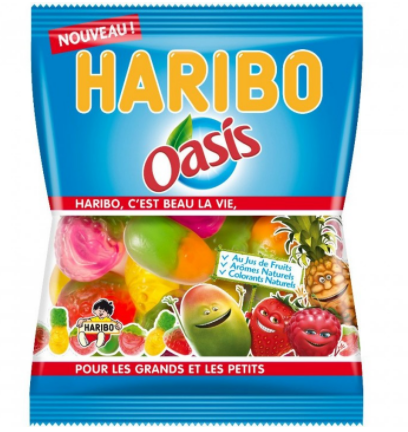 NOUVEAU !
HARIBO
Oasis
HARIBO, C'EST BEAU LA VIE,
✓ Au Jus de Fruits
✓ Arômes Naturels
✓ Colorants Naturels
HARIBO
POUR LES GRANDS ET LES PETITS